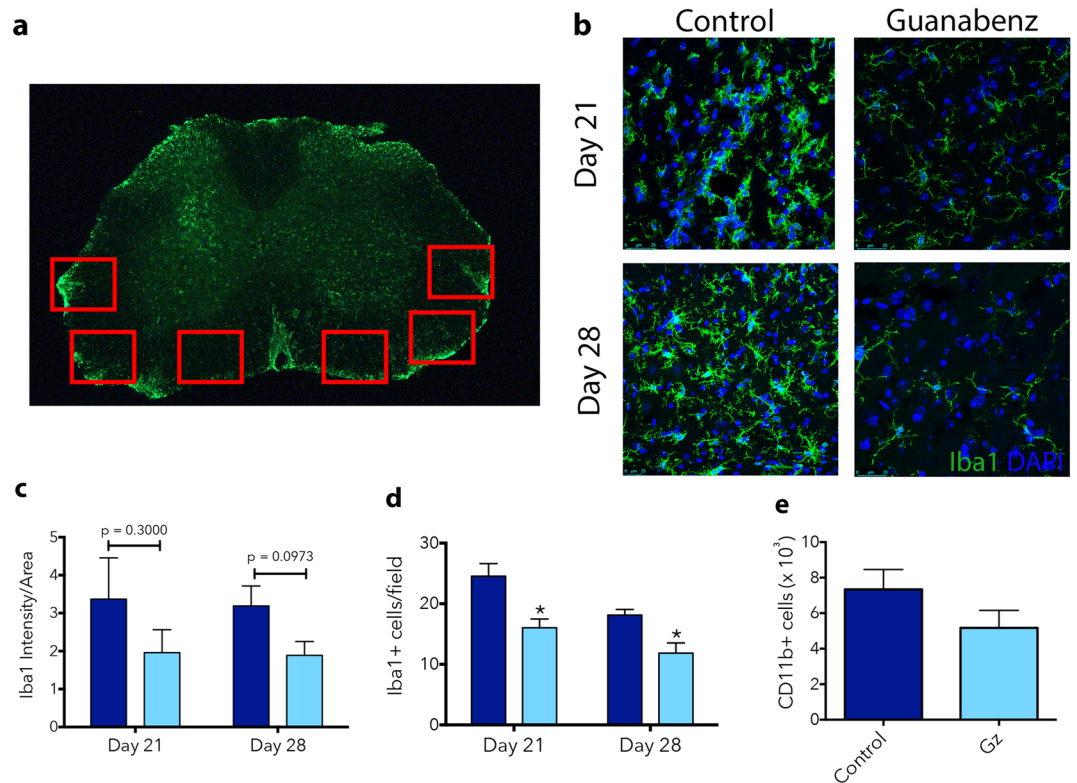 a
b
Control
Guanabenz
Day 21
Day 28
Iba1 DAPI
c
Iba1 Intensity/Area
5
4
3
2
1
0
p = 0.3000
p = 0.0973
Day 21
Day 28
d
Iba1+ cells/field
30
20
10
0
*
*
Day 21
Day 28
e
CD11b+ cells (x 10³)
10
8
6
4
2
0
Control
Gz